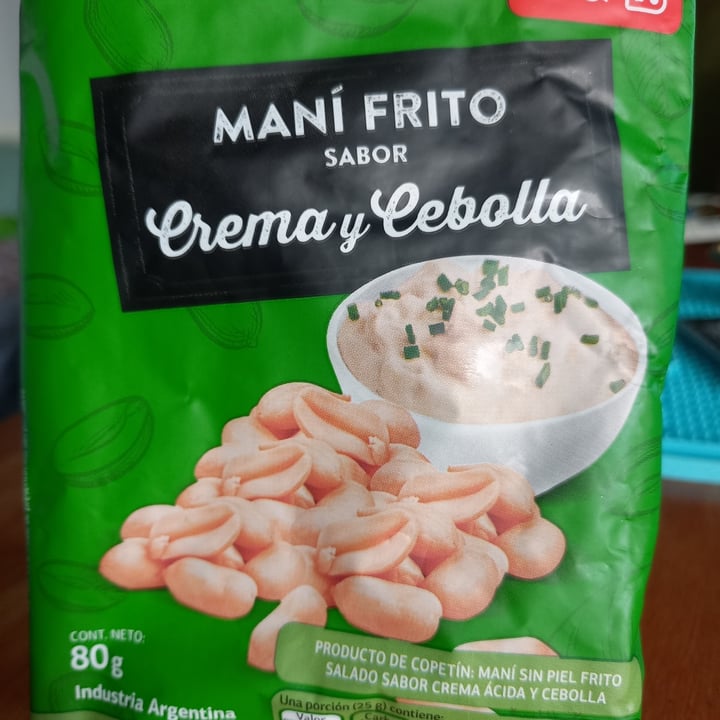 MANÍ FRITO
SABOR
Crema y Cebolla
CONT. NETO:
80g
Industria Argentina
PRODUCTO DE COPETÍN: MANÍ SIN PIEL FRITO
SALADO SABOR CREMA ÁCIDA Y CEBOLLA
Una porción (25 g) contiene:
Valor